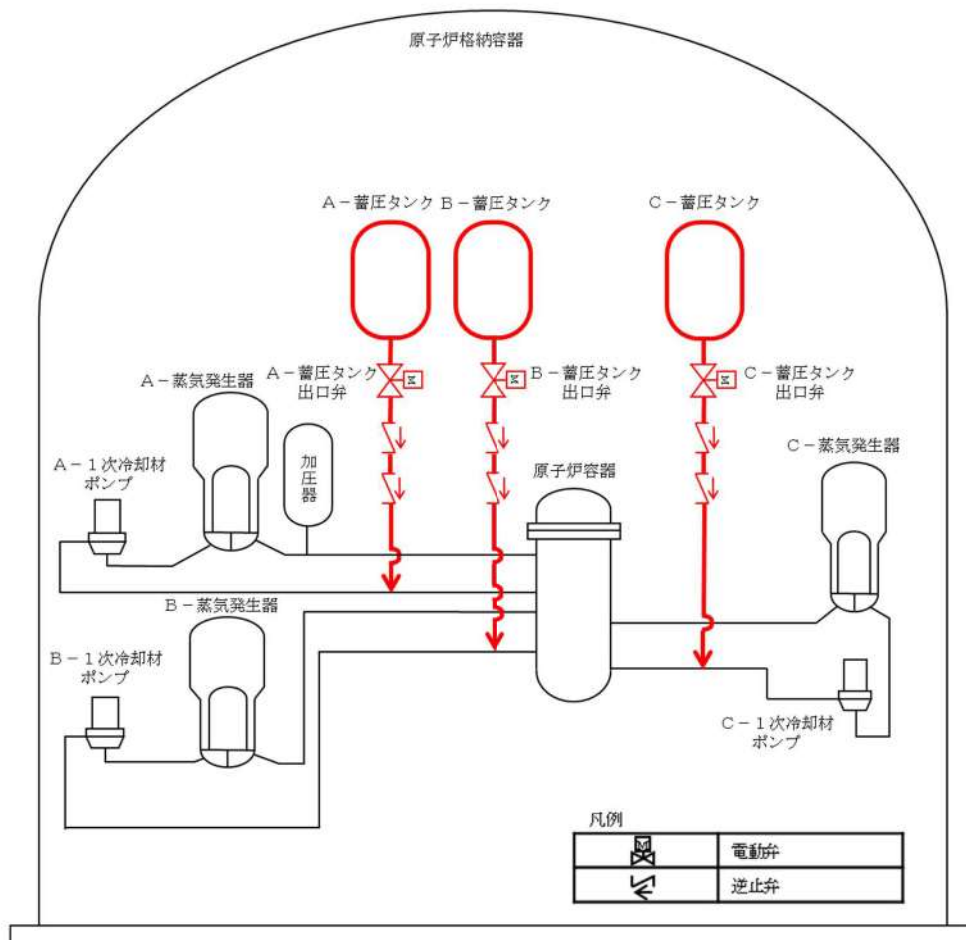 原子炉格納容器
A－蓄圧タンク
B－蓄圧タンク
C－蓄圧タンク
A－蓄圧タンク
出口弁
M
B－蓄圧タンク
出口弁
M
C－蓄圧タンク
出口弁
M
A－蒸気発生器
加圧器
A－1次冷却材
ポンプ
原子炉容器
C－蒸気発生器
B－蒸気発生器
B－1次冷却材
ポンプ
C－1次冷却材
ポンプ
凡例
M
電動弁
逆止弁